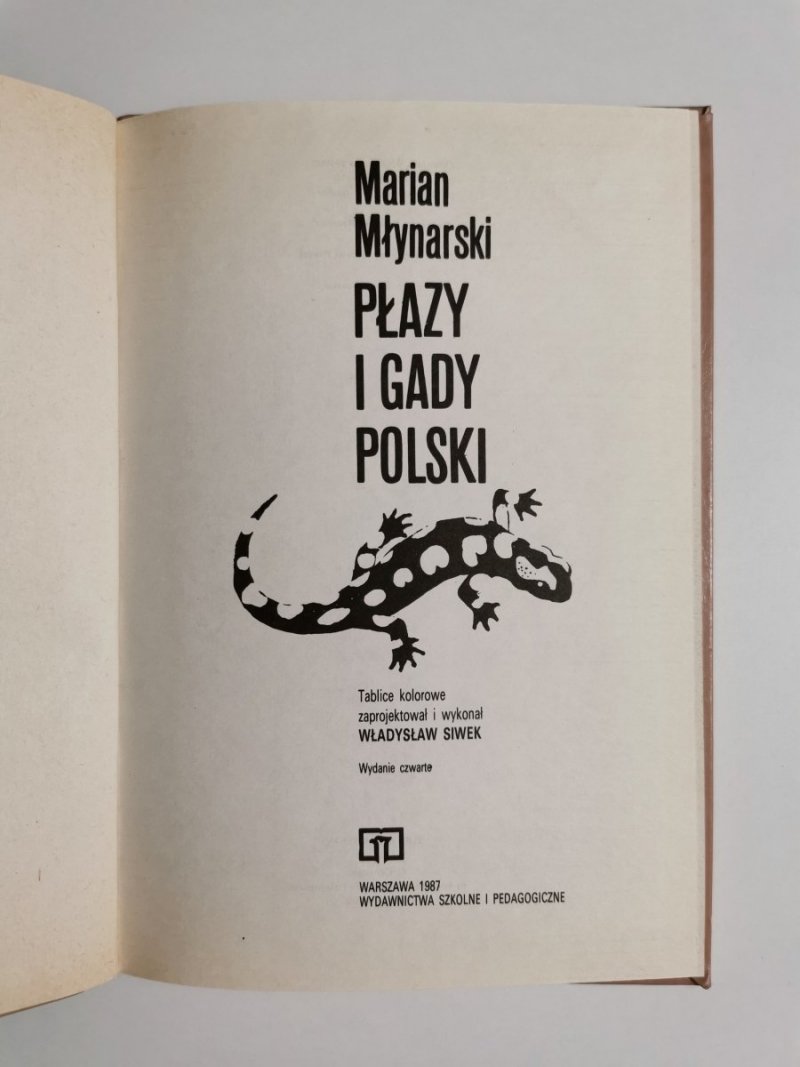 Marian
Młynarski
PŁAZY
I GADY
POLSKI
Tablice kolorowe
zaprojektował i wykonał
WŁADYSŁAW SIWEK
Wydanie czwarte
WARSZAWA 1987
WYDAWNICTWA SZKOLNE I PEDAGOGICZNE